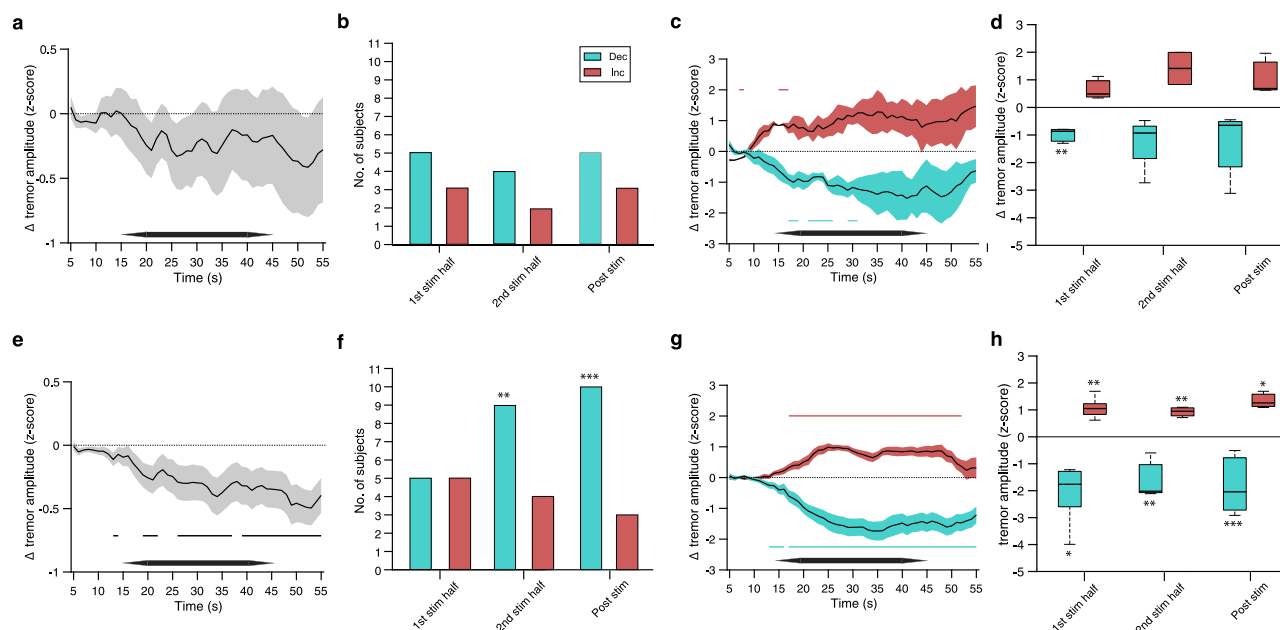 a
Δ tremor amplitude (z-score)
0.5
0
-0.5
-1
5 10 15 20 25 30 35 40 45 50 55
Time (s)
b
No. of subjects
11
10
9
8
7
6
5
4
3
2
1
0
Dec
Inc
1st stim half
2nd stim half
Post stim
c
Δ tremor amplitude (z-score)
3
2
1
0
-1
-2
-3
5 10 15 20 25 30 35 40 45 50 55
Time (s)
d
Δ tremor amplitude (z-score)
4
3
2
1
0
-1
-2
-3
-4
-5
**
1st stim half
2nd stim half
Post stim
e
Δ tremor amplitude (z-score)
0.5
0
-0.5
-1
5 10 15 20 25 30 35 40 45 50 55
Time (s)
f
No. of subjects
11
10
9
8
7
6
5
4
3
2
1
0
**
***
1st stim half
2nd stim half
Post stim
g
Δ tremor amplitude (z-score)
3
2
1
0
-1
-2
-3
5 10 15 20 25 30 35 40 45 50 55
Time (s)
h
tremor amplitude (z-score)
4
3
2
1
0
-1
-2
-3
-4
-5
**
**
*
*
**
***
1st stim half
2nd stim half
Post stim